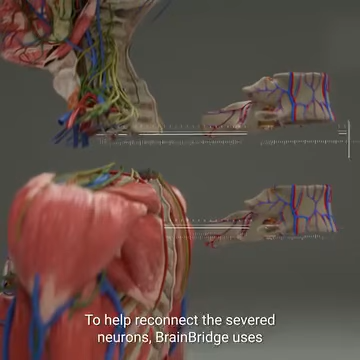 To help reconnect the severed
neurons, BrainBridge uses